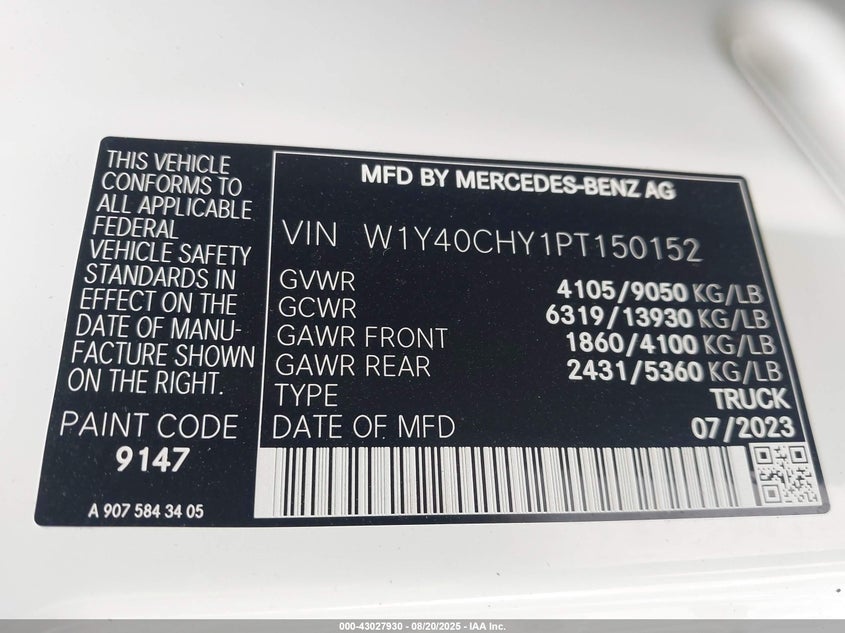 THIS VEHICLE
CONFORMS TO
ALL APPLICABLE
FEDERAL
VEHICLE SAFETY
STANDARDS IN
EFFECT ON THE
DATE OF MANU-
FACTURE SHOWN
ON THE RIGHT.
PAINT CODE
9147
A 907 584 34 05
MFD BY MERCEDES-BENZ AG
VIN W1Y40CHY1PT150152
GVWR 4105/9050 KG/LB
GCWR 6319/13930 KG/LB
GAWR FRONT 1860/4100 KG/LB
GAWR REAR 2431/5360 KG/LB
TYPE TRUCK
DATE OF MFD 07/2023
000-43027930 - 08/20/2025 - IAA Inc.